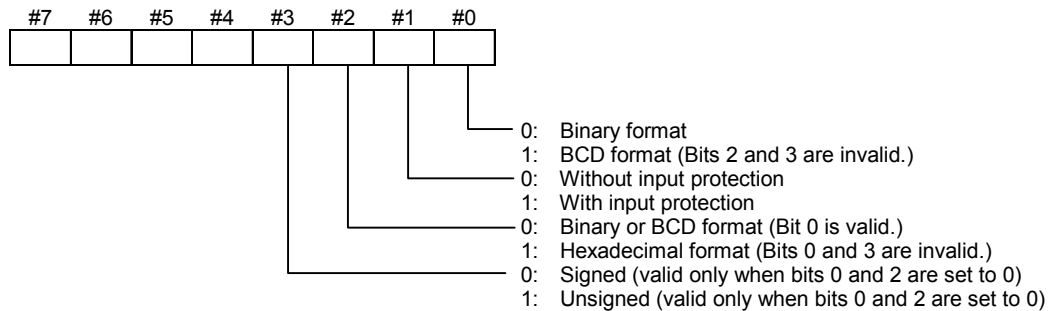 #7 #6 #5 #4 #3 #2 #1 #0
0: Binary format
1: BCD format (Bits 2 and 3 are invalid.)
0: Without input protection
1: With input protection
0: Binary or BCD format (Bit 0 is valid.)
1: Hexadecimal format (Bits 0 and 3 are invalid.)
0: Signed (valid only when bits 0 and 2 are set to 0)
1: Unsigned (valid only when bits 0 and 2 are set to 0)